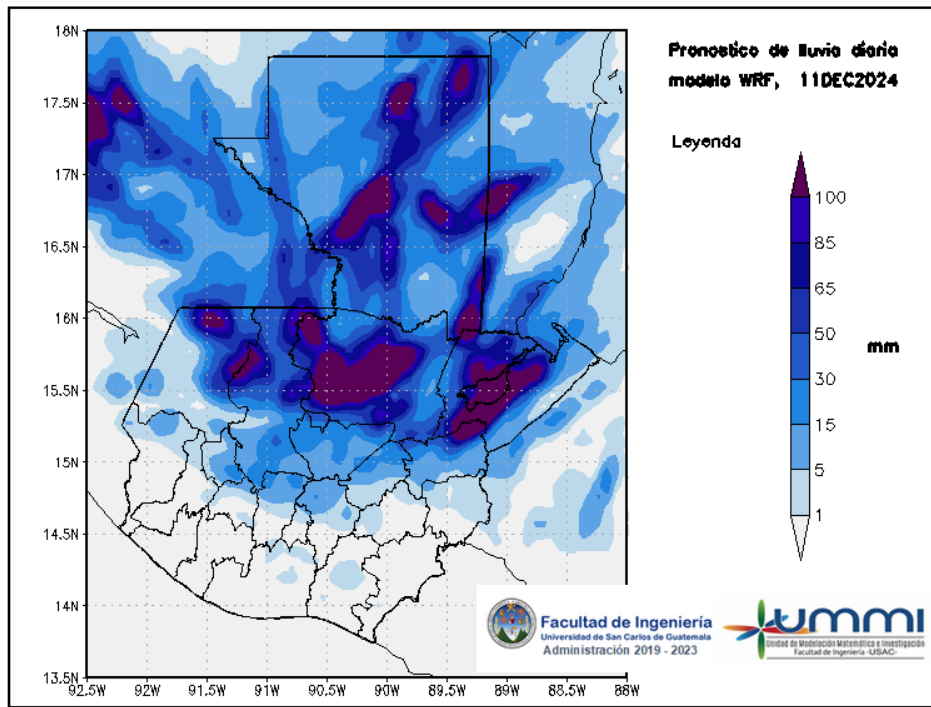 Pronostico de lluvia diaria
modelo WRF, 11DEC2024
Leyenda
100
85
65
50
30
15
5
1
mm
18N
17.5N
17N
16.5N
16N
15.5N
15N
14.5N
14N
13.5N
92.5W 92W 91.5W 91W 90.5W 90W 89.5W 89W 88.5W 88W
Facultad de Ingeniería
Universidad de San Carlos de Guatemala
Administración 2019 - 2023
UMMI
Unidad de Modelación Matemática e Investigación
Facultad de Ingeniería -USAC-